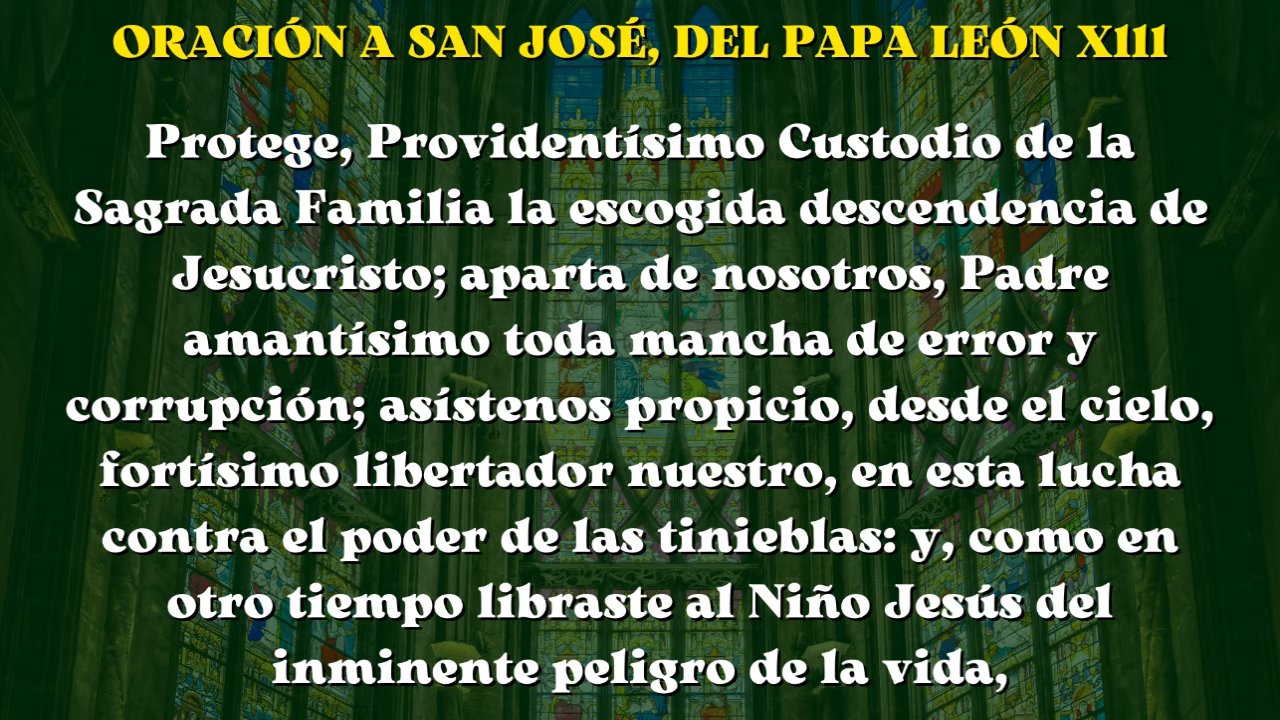 ORACIÓN A SAN JOSÉ, DEL PAPA LEÓN X111
Protege, Providentísimo Custodio de la
Sagrada Familia la escogida descendencia de
Jesucristo; aparta de nosotros, Padre
amantísimo toda mancha de error y
corrupción; asístenos propicio, desde el cielo,
fortísimo libertador nuestro, en esta lucha
contra el poder de las tinieblas: y, como en
otro tiempo libraste al Niño Jesús del
inminente peligro de la vida,